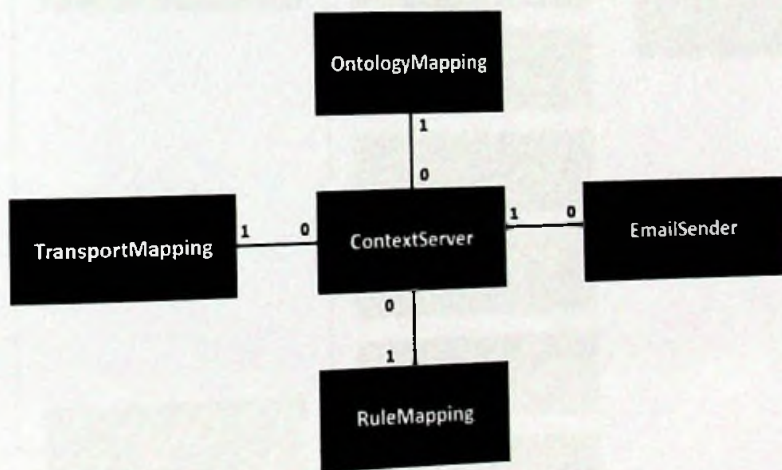 OntologyMapping
1
0
TransportMapping
1
0
ContextServer
1
0
EmailSender
0
1
RuleMapping